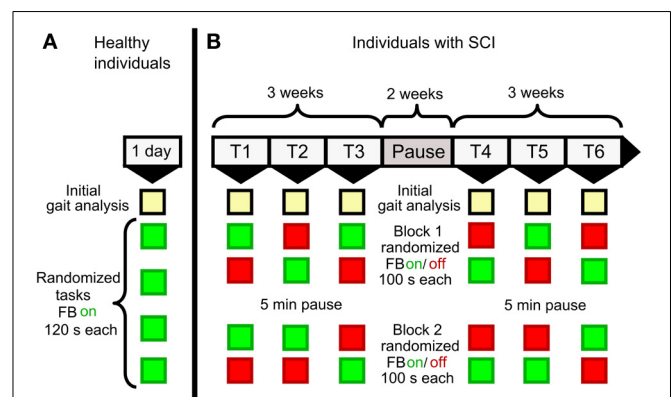 A
Healthy
individuals
1 day
Initial
gait analysis
Randomized
tasks
FB on
120 s each
B
Individuals with SCI
3 weeks
2 weeks
3 weeks
T1
T2
T3
Pause
T4
T5
T6
Initial
gait analysis
Block 1
randomized
FB on/off
100 s each
5 min pause
5 min pause
Block 2
randomized
FB on/off
100 s each